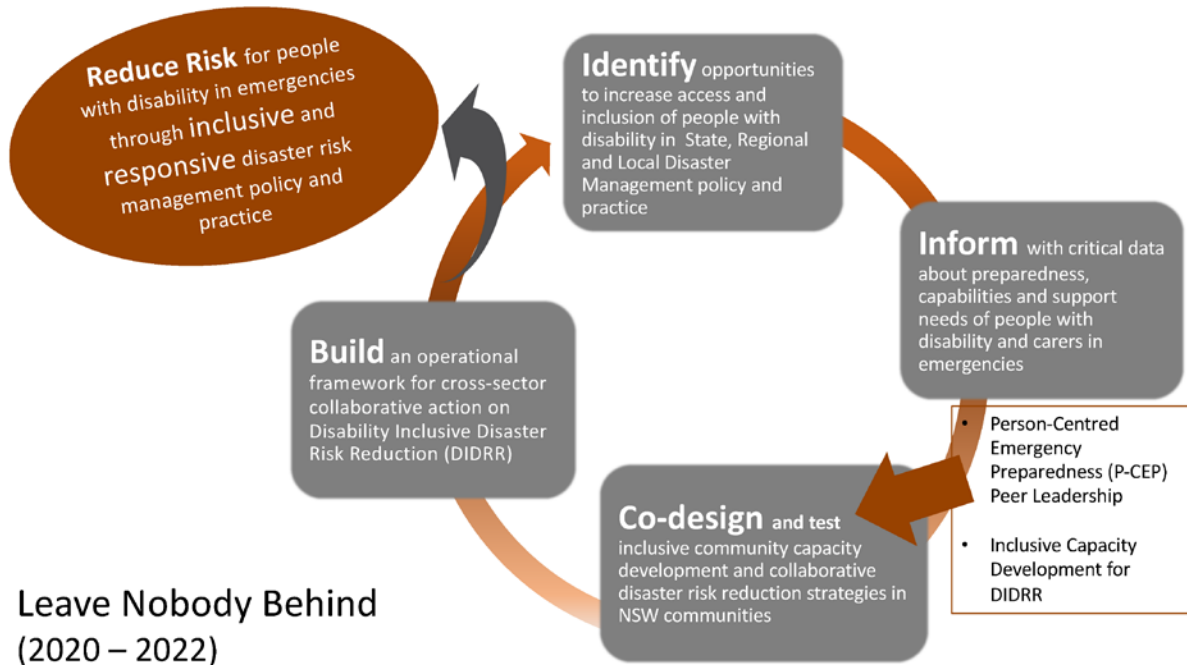 Reduce Risk for people
with disability in emergencies
through inclusive and
responsive disaster risk
management policy and
practice
Identify opportunities
to increase access and
inclusion of people with
disability in State, Regional
and Local Disaster
Management policy and
practice
Inform with critical data
about preparedness,
capabilities and support
needs of people with
disability and carers in
emergencies
• Person-Centred
Emergency
Preparedness (P-CEP)
Peer Leadership
• Inclusive Capacity
Development for
DIDRR
Co-design and test
inclusive community capacity
development and collaborative
disaster risk reduction strategies in
NSW communities
Build an operational
framework for cross-sector
collaborative action on
Disability Inclusive Disaster
Risk Reduction (DIDRR)
Leave Nobody Behind
(2020 – 2022)